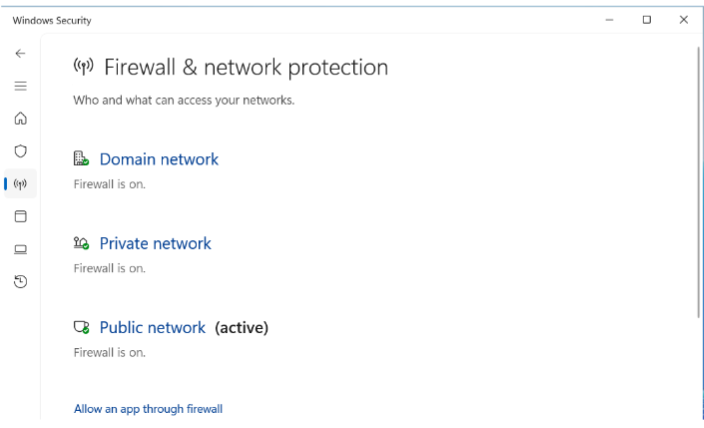 Windows Security
Firewall & network protection
Who and what can access your networks.
Domain network
Firewall is on.
Private network
Firewall is on.
Public network (active)
Firewall is on.
Allow an app through firewall